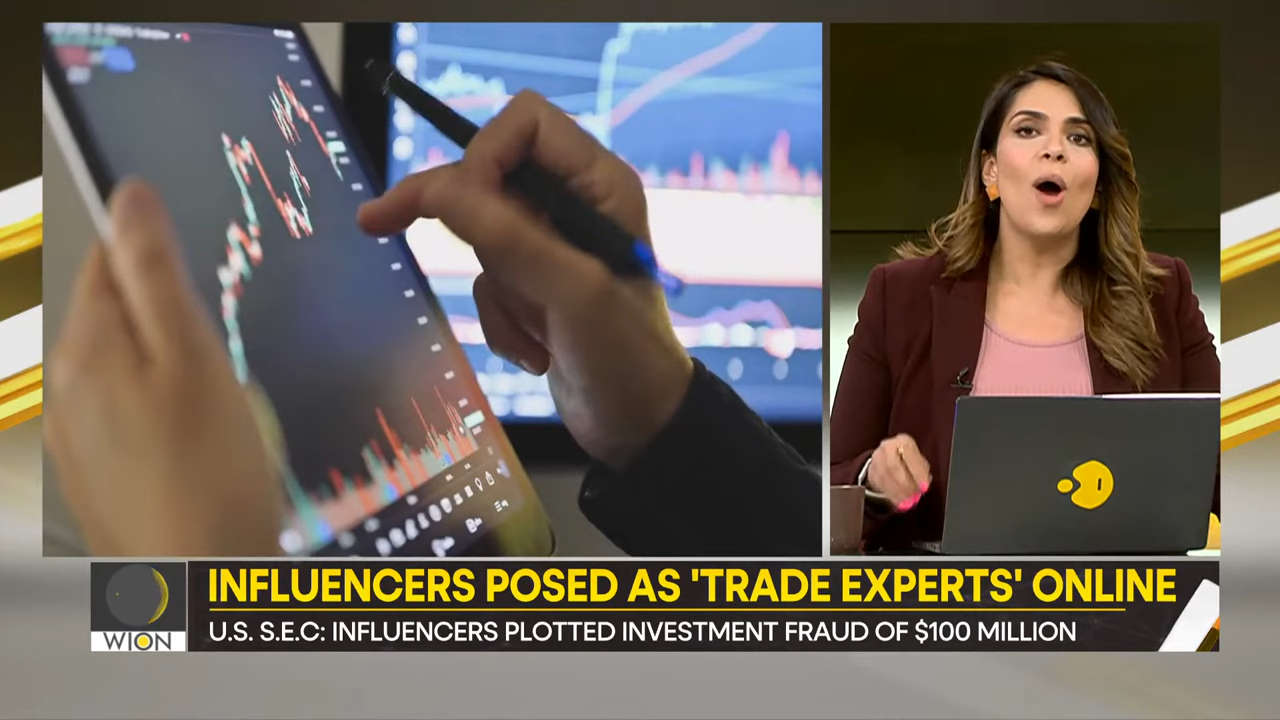 INFLUENCERS POSED AS 'TRADE EXPERTS' ONLINE
U.S. S.E.C: INFLUENCERS PLOTTED INVESTMENT FRAUD OF $100 MILLION
WION